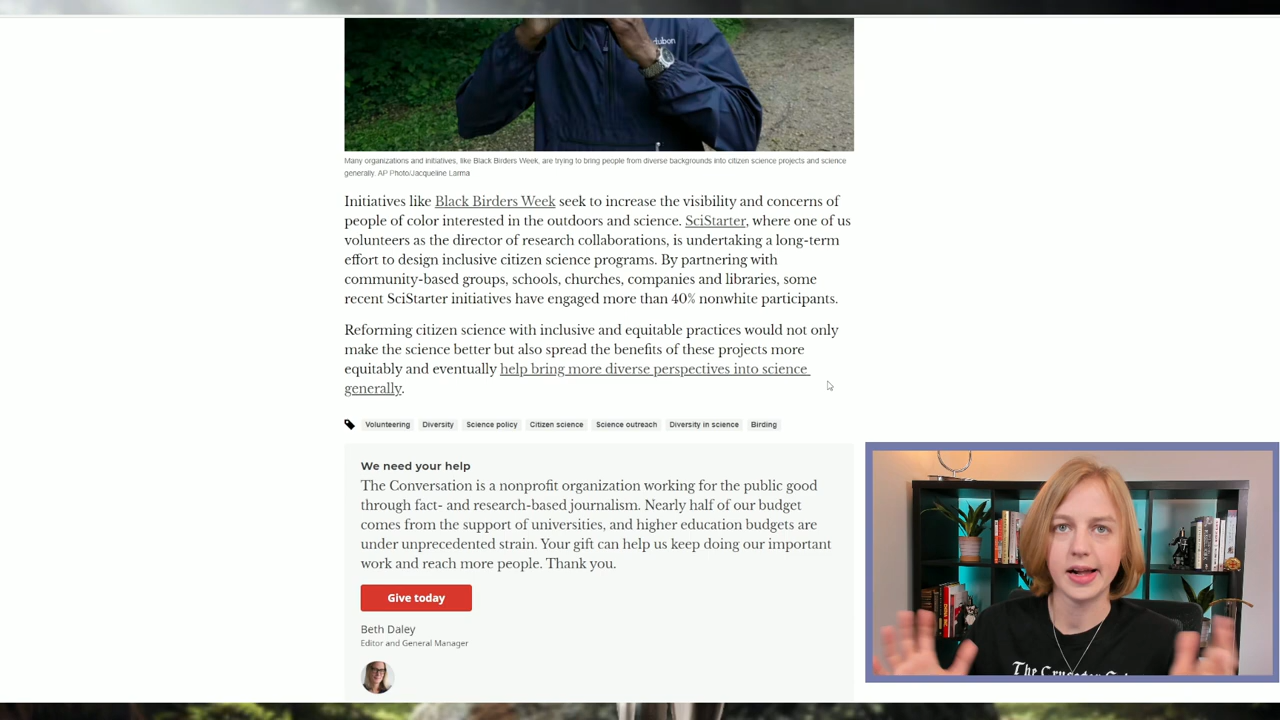 Many organizations and initiatives, like Black Birders Week, are trying to bring people from diverse backgrounds into citizen science projects and science
generally. AP Photo/Jacqueline Larma
Initiatives like Black Birders Week seek to increase the visibility and concerns of
people of color interested in the outdoors and science. SciStarter, where one of us
volunteers as the director of research collaborations, is undertaking a long-term
effort to design inclusive citizen science programs. By partnering with
community-based groups, schools, churches, companies and libraries, some
recent SciStarter initiatives have engaged more than 40% nonwhite participants.
Reforming citizen science with inclusive and equitable practices would not only
make the science better but also spread the benefits of these projects more
equitably and eventually help bring more diverse perspectives into science
generally.
Volunteering Diversity Science policy Citizen science Science outreach Diversity in science Birding
We need your help
The Conversation is a nonprofit organization working for the public good
through fact- and research-based journalism. Nearly half of our budget
comes from the support of universities, and higher education budgets are
under unprecedented strain. Your gift can help us keep doing our important
work and reach more people. Thank you.
Give today
Beth Daley
Editor and General Manager
The